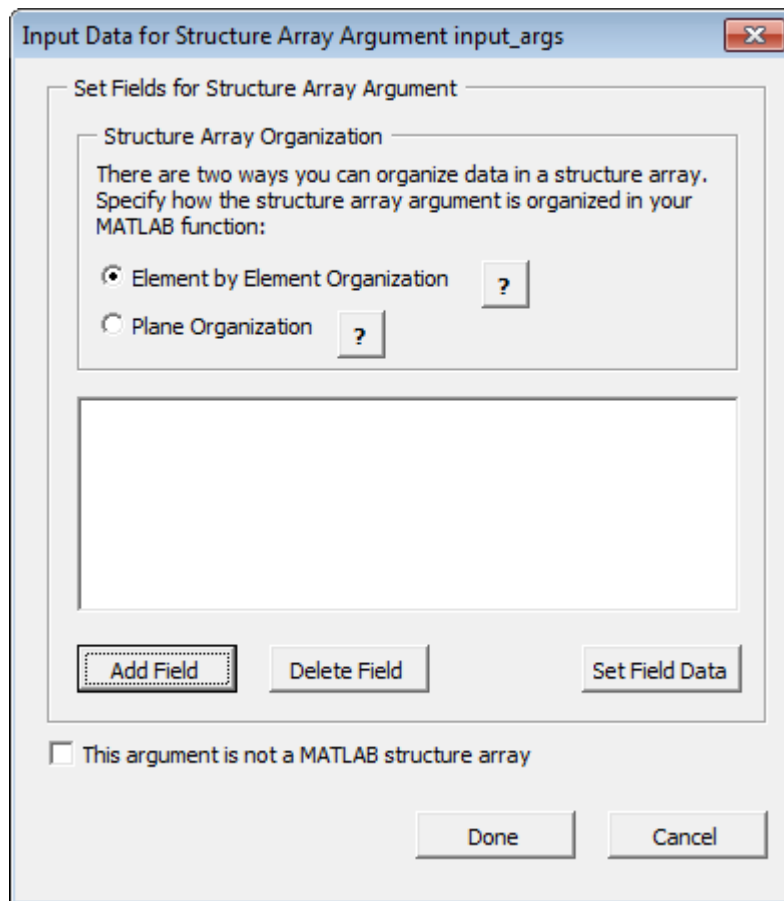 Input Data for Structure Array Argument input_args
Set Fields for Structure Array Argument
Structure Array Organization
There are two ways you can organize data in a structure array.
Specify how the structure array argument is organized in your
MATLAB function:
Element by Element Organization ?
Plane Organization ?
Add Field Delete Field Set Field Data
This argument is not a MATLAB structure array
Done Cancel